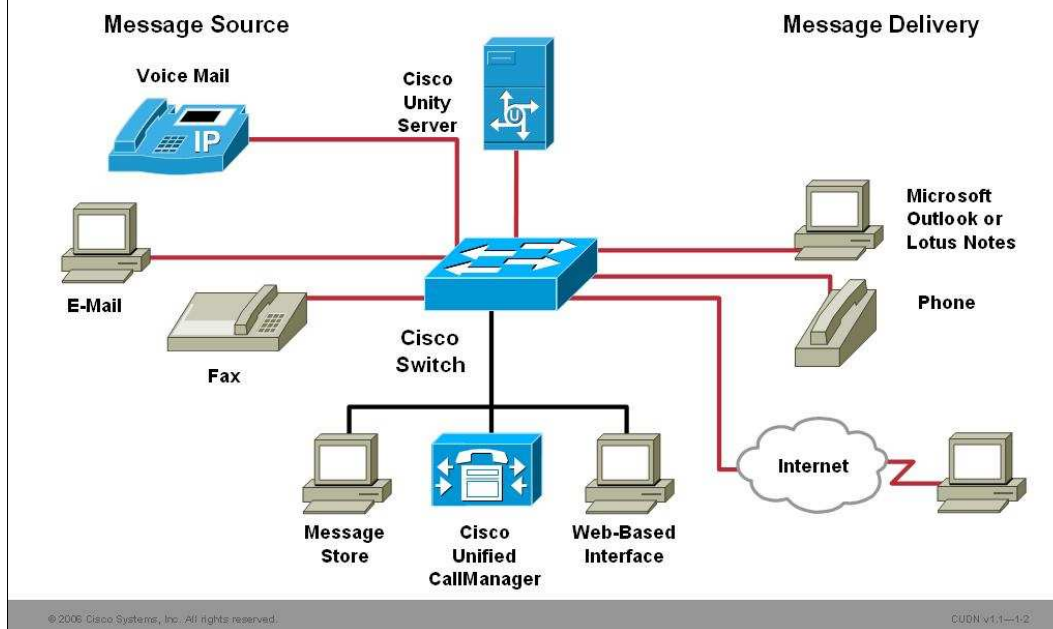 Message Source
Message Delivery
Voice Mail
IP
Cisco
Unity
Server
U
Microsoft
Outlook or
Lotus Notes
E-Mail
Phone
Fax
Cisco
Switch
Internet
Message
Store
Cisco
Unified
CallManager
Web-Based
Interface
© 2006 Cisco Systems, Inc. All rights reserved.
CUDN v1.1—1-2